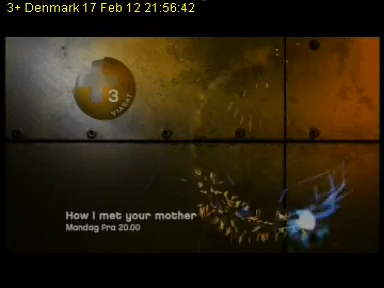 3+ Denmark 17 Feb 12 21:56:42
3
VIASAT
How i met your mother
Mandag Fra 20.00